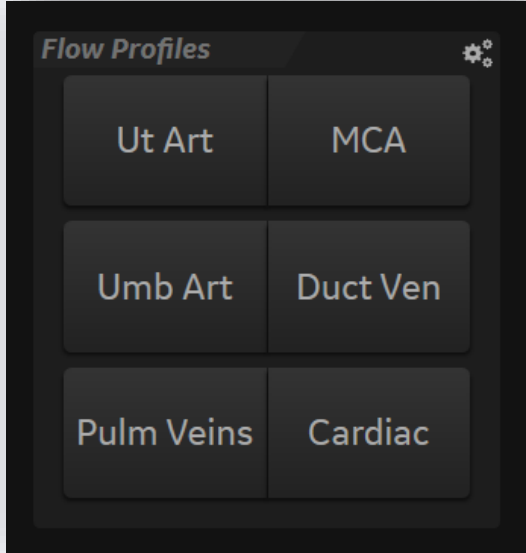 Flow Profiles
Ut Art MCA
Umb Art Duct Ven
Pulm Veins Cardiac